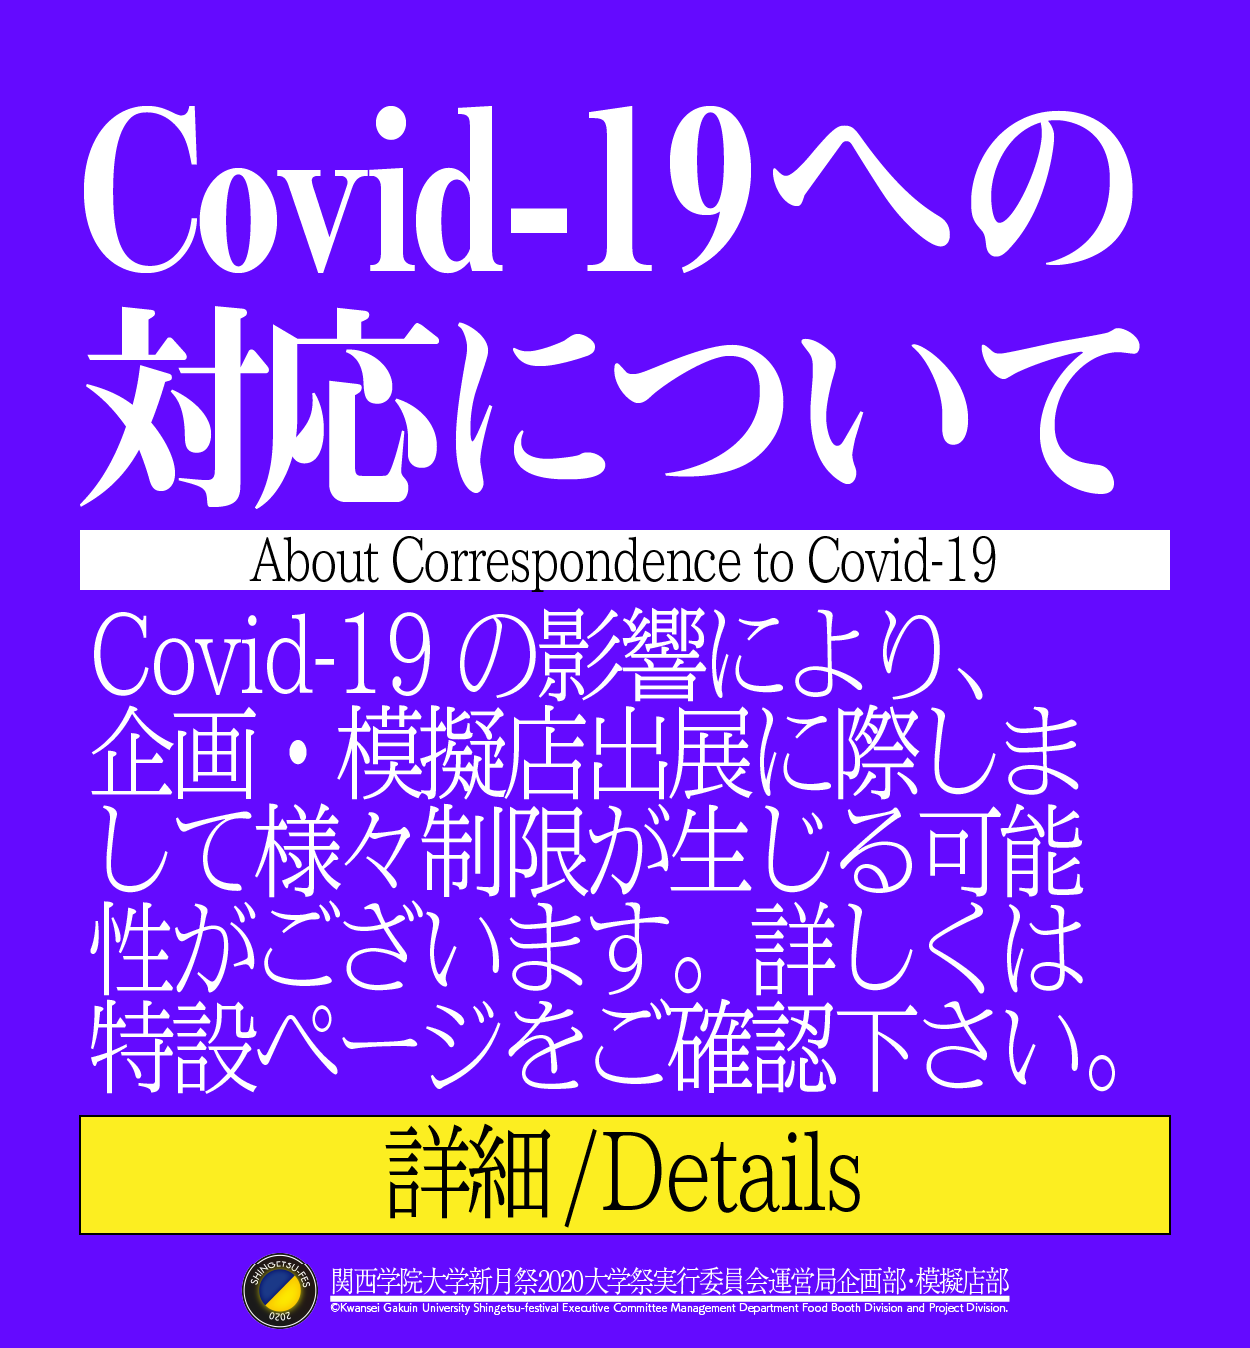 Covid-19への
対応について
About Correspondence to Covid-19
Covid-19 の影響により、
企画・模擬店出展に際しま
して様々制限が生じる可能
性がございます。詳しくは
特設ページをご確認下さい。
詳細/Details
SHINGETSU-FES
2020
関西学院大学新月祭2020大学祭実行委員会運営局企画部・模擬店部
©Kwansei Gakuin University Shingetsu-festival Executive Committee Management Department Food Booth Division and Project Division.